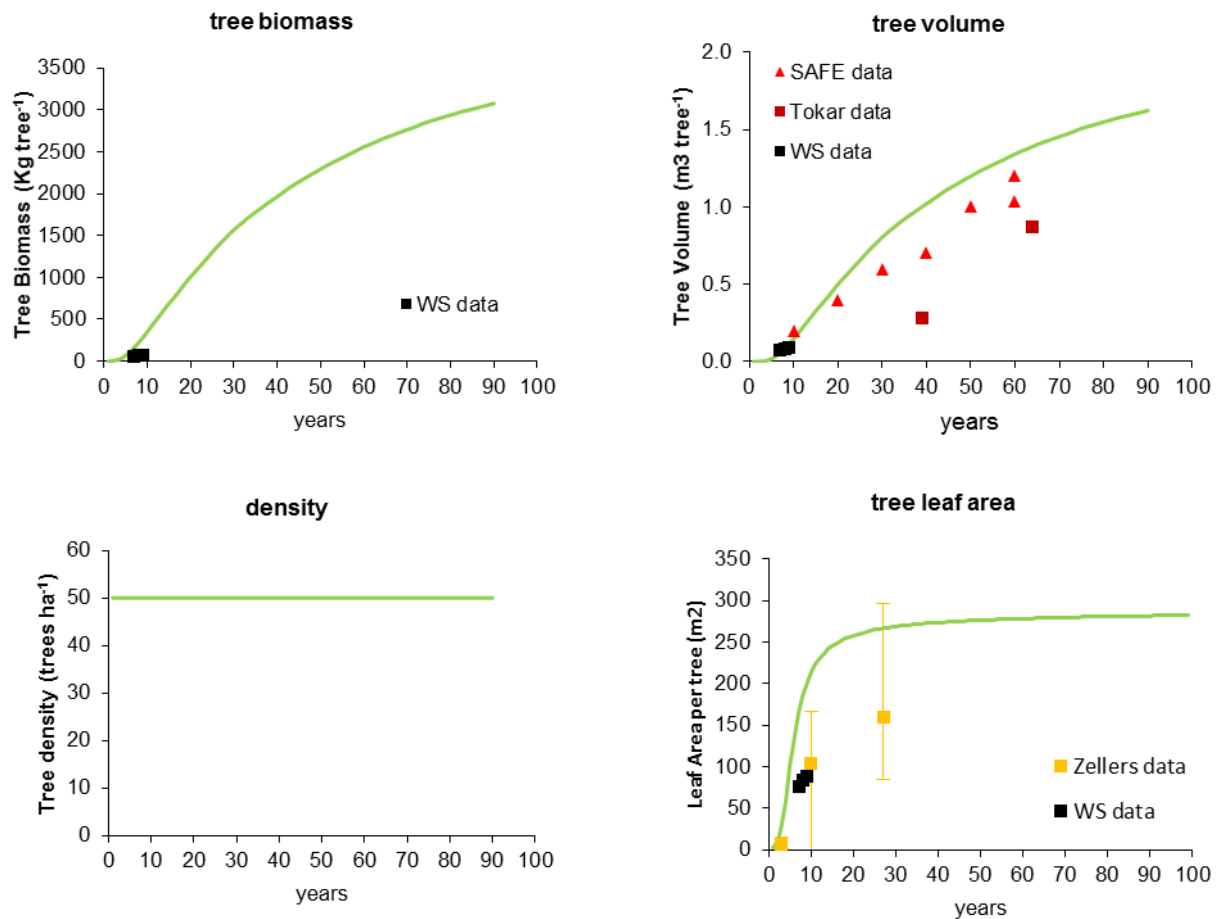 tree biomass
3500
3000
2500
2000
1500
1000
500
0
Tree Biomass (Kg tree⁻¹)
WS data
0 10 20 30 40 50 60 70 80 90 100
years
tree volume
2.0
1.5
1.0
0.5
0.0
Tree Volume (m3 tree⁻¹)
SAFE data
Tokar data
WS data
0 10 20 30 40 50 60 70 80 90 100
years
density
60
50
40
30
20
10
0
Tree density (trees ha⁻¹)
0 10 20 30 40 50 60 70 80 90 100
years
tree leaf area
350
300
250
200
150
100
50
0
Leaf Area per tree (m2)
Zellers data
WS data
0 10 20 30 40 50 60 70 80 90 100
years